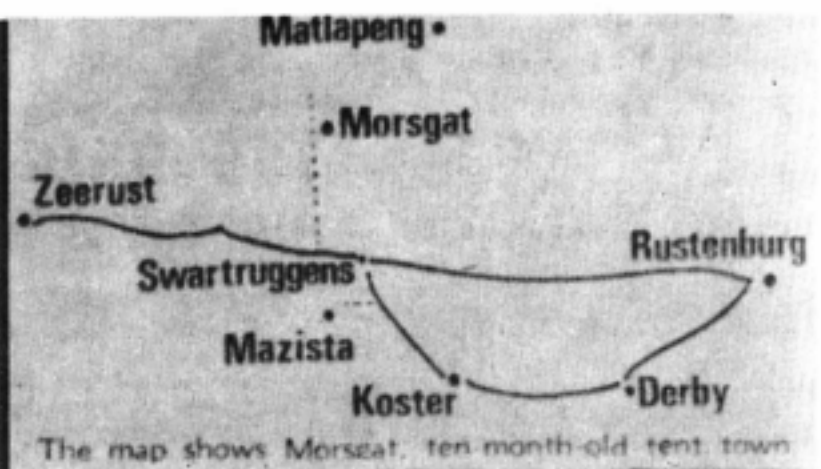 Matlapeng
Morsgat
Zeerust
Rustenburg
Swartruggens
Mazista
Koster
Derby
The map shows Morsgat, ten-month-old tent town